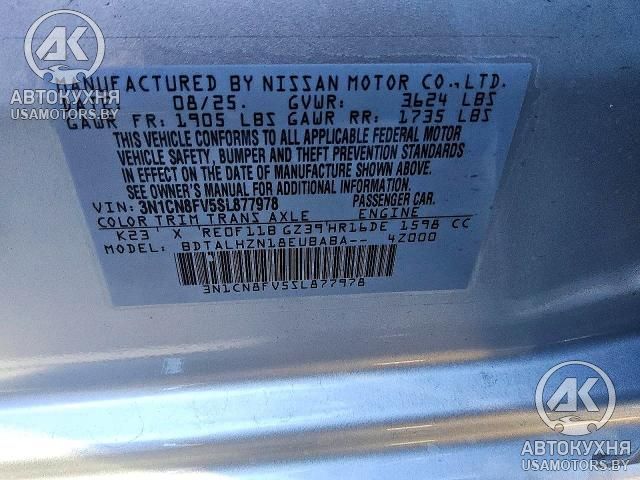 AK
АВТОКУХНЯ
USAMOTORS.BY
MANUFACTURED BY NISSAN MOTOR CO.,LTD.
08/25. GVWR: 3624 LBS
GAWR FR: 1905 LBS GAWR RR: 1735 LBS
THIS VEHICLE CONFORMS TO ALL APPLICABLE FEDERAL MOTOR
VEHICLE SAFETY, BUMPER AND THEFT PREVENTION STANDARDS
IN EFFECT ON THE DATE OF MANUFACTURE SHOWN ABOVE.
SEE OWNER'S MANUAL FOR ADDITIONAL INFORMATION.
VIN: 3N1CN8FV5SL877978 PASSENGER CAR.
COLOR TRIM TRANS AXLE ENGINE
K23 X RE0F11B GZ39 HR16DE 1598 CC
BDTALHZN18EUBABA-- 4Z000
3N1CN8FV5SL877978
AK
АВТОКУХНЯ
USAMOTORS.BY